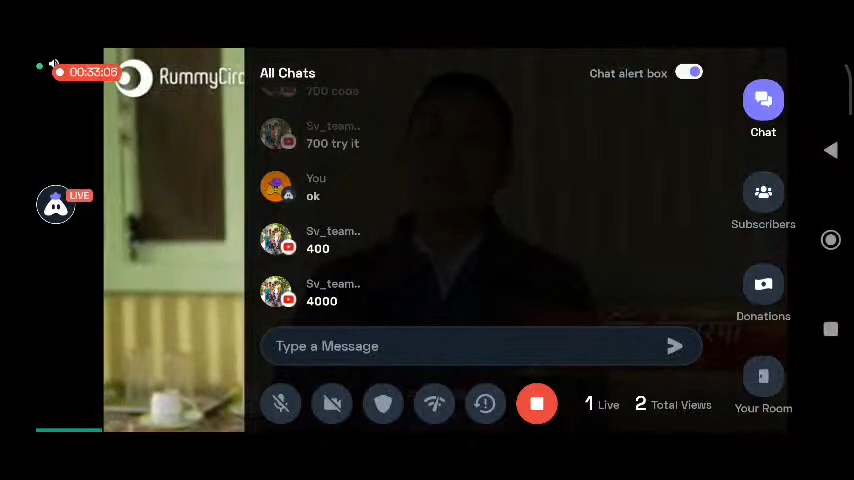 00:33:06
RummyCirc
All Chats
Chat alert box
Chat
700 code
Sv_team..
700 try it
You
ok
LIVE
Sv_team..
400
Subscribers
Sv_team..
4000
Donations
Type a Message
1 Live
2 Total Views
Your Room